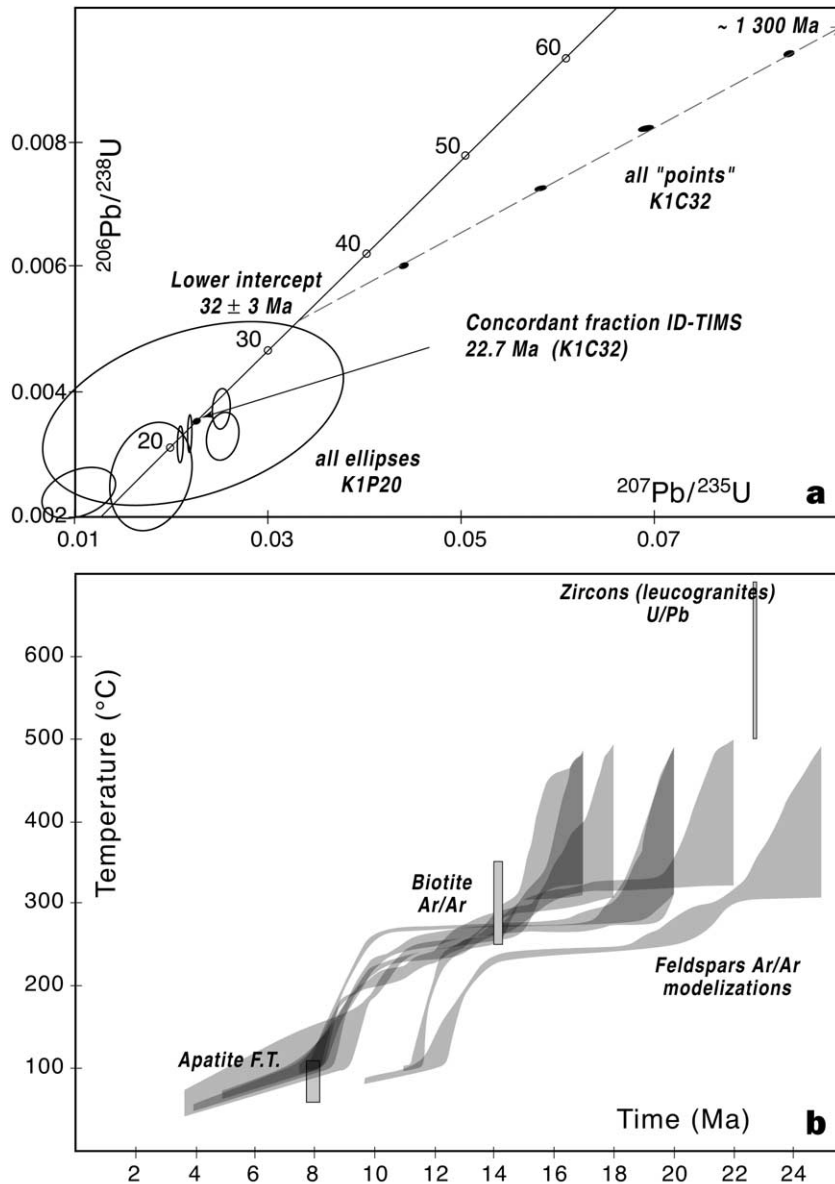 ~ 1 300 Ma
60
50
40
30
20
0.008
0.006
0.004
0.002
206Pb/238U
all "points"
K1C32
Lower intercept
32 ± 3 Ma
Concordant fraction ID-TIMS
22.7 Ma (K1C32)
all ellipses
K1P20
207Pb/235U
a
0.01
0.03
0.05
0.07
Zircons (leucogranites)
U/Pb
600
500
400
300
200
100
Temperature (°C)
Biotite
Ar/Ar
Feldspars Ar/Ar
modelizations
Apatite F.T.
Time (Ma)
b
2 4 6 8 10 12 14 16 18 20 22 24